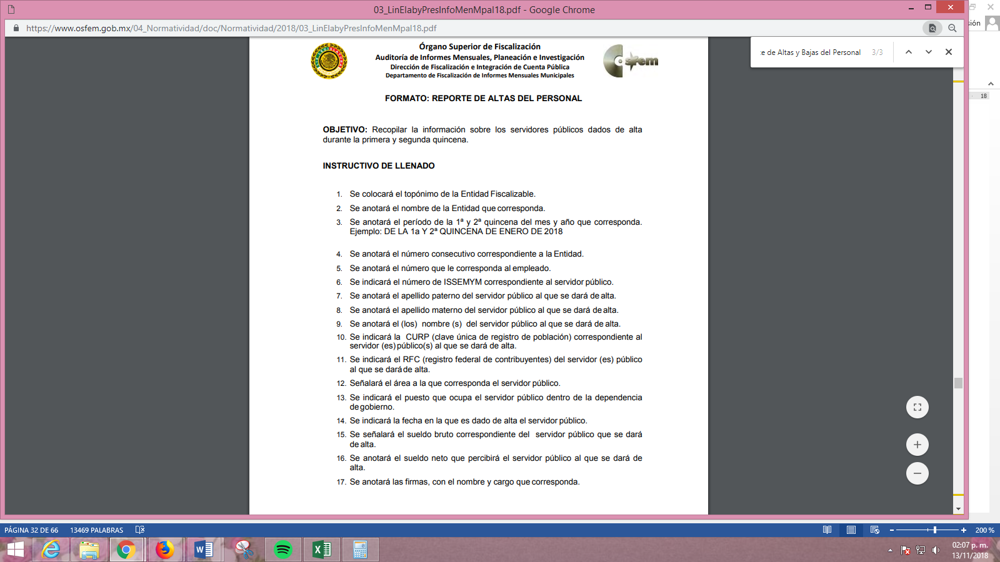 03_LinElabyPresInfoMenMpal18.pdf - Google Chrome
https://www.osfem.gob.mx/04_Normatividad/doc/Normatividad/2018/03_LinElabyPresInfoMenMpal18.pdf
sión
de Altas y Bajas del Personal 3/3
18
Órgano Superior de Fiscalización
Auditoría de Informes Mensuales, Planeación e Investigación
Dirección de Fiscalización e Integración de Cuenta Pública
Departamento de Fiscalización de Informes Mensuales Municipales
Osfem
FORMATO: REPORTE DE ALTAS DEL PERSONAL
OBJETIVO: Recopilar la información sobre los servidores públicos dados de alta
durante la primera y segunda quincena.
INSTRUCTIVO DE LLENADO
1. Se colocará el topónimo de la Entidad Fiscalizable.
2. Se anotará el nombre de la Entidad que corresponda.
3. Se anotará el período de la 1ª y 2ª quincena del mes y año que corresponda.
Ejemplo: DE LA 1a Y 2ª QUINCENA DE ENERO DE 2018
4. Se anotará el número consecutivo correspondiente a la Entidad.
5. Se anotará el número que le corresponda al empleado.
6. Se indicará el número de ISSEMYM correspondiente al servidor público.
7. Se anotará el apellido paterno del servidor público al que se dará de alta.
8. Se anotará el apellido materno del servidor público al que se dará de alta.
9. Se anotará el (los) nombre (s) del servidor público al que se dará de alta.
10. Se indicará la CURP (clave única de registro de población) correspondiente al
servidor (es) público(s) al que se dará de alta.
11. Se indicará el RFC (registro federal de contribuyentes) del servidor (es) público
al que se dará de alta.
12. Señalará el área a la que corresponda el servidor público.
13. Se indicará el puesto que ocupa el servidor público dentro de la dependencia
de gobierno.
14. Se indicará la fecha en la que es dado de alta el servidor público.
15. Se señalará el sueldo bruto correspondiente del servidor público que se dará
de alta.
16. Se anotará el sueldo neto que percibirá el servidor público al que se dará de
alta.
17. Se anotará las firmas, con el nombre y cargo que corresponda.
PÁGINA 32 DE 66 13469 PALABRAS 200 %
02:07 p. m.
13/11/2018